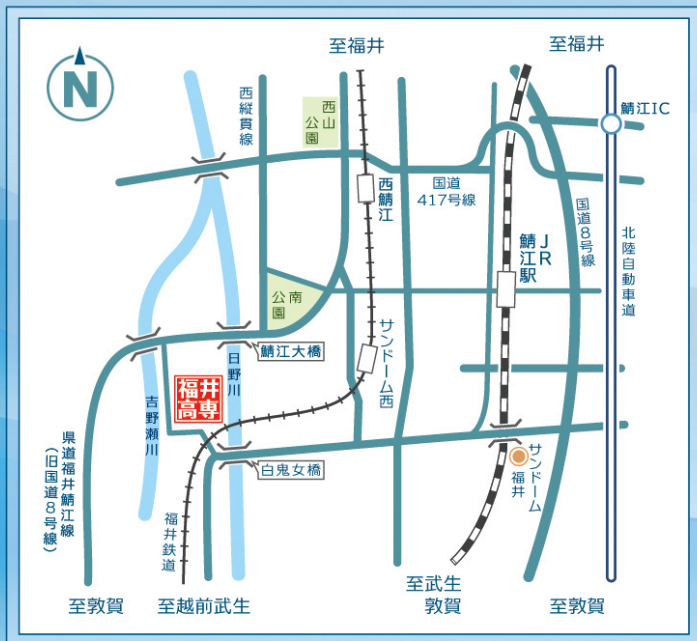 至福井
至福井
N
西縦貫線
西山
公園
鯖江IC
西鯖江
国道
417号線
国道8号線
JR
鯖江駅
北陸自動車道
南
公園
サンドーム西
鯖江大橋
日野川
福井
高専
吉野瀬川
県道福井鯖江線
(旧国道8号線)
白鬼女橋
サンドーム
福井
福井鉄道
至敦賀
至越前武生
至武生
敦賀
至敦賀